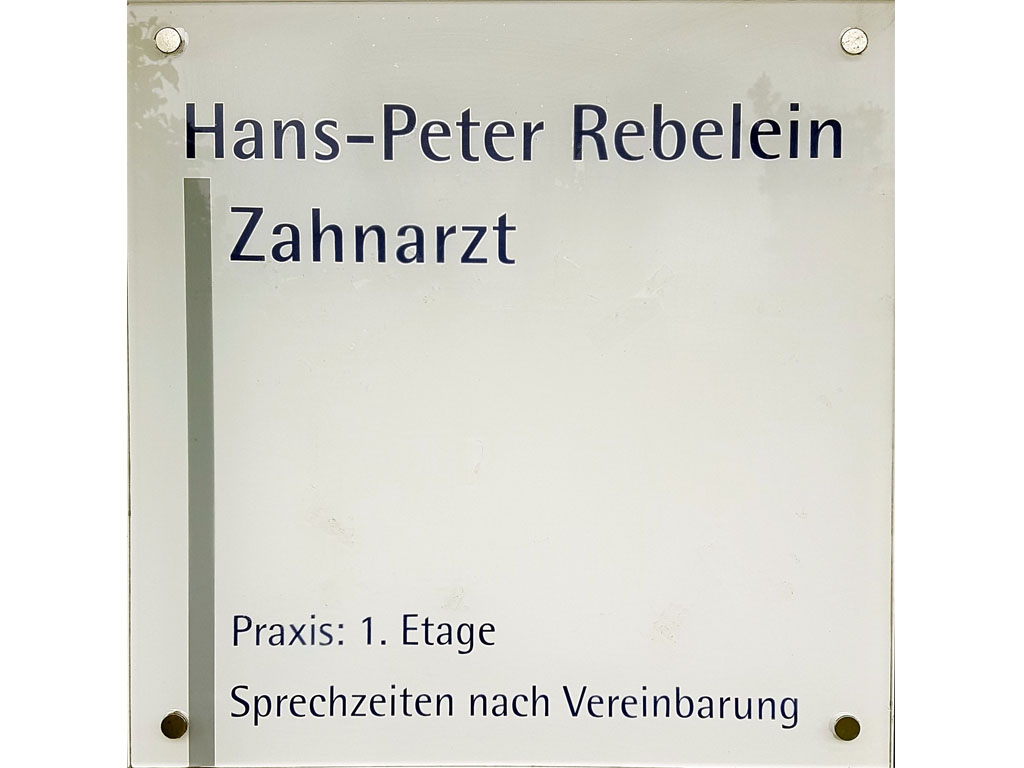 Hans-Peter Rebelein
Zahnarzt
Praxis: 1. Etage
Sprechzeiten nach Vereinbarung